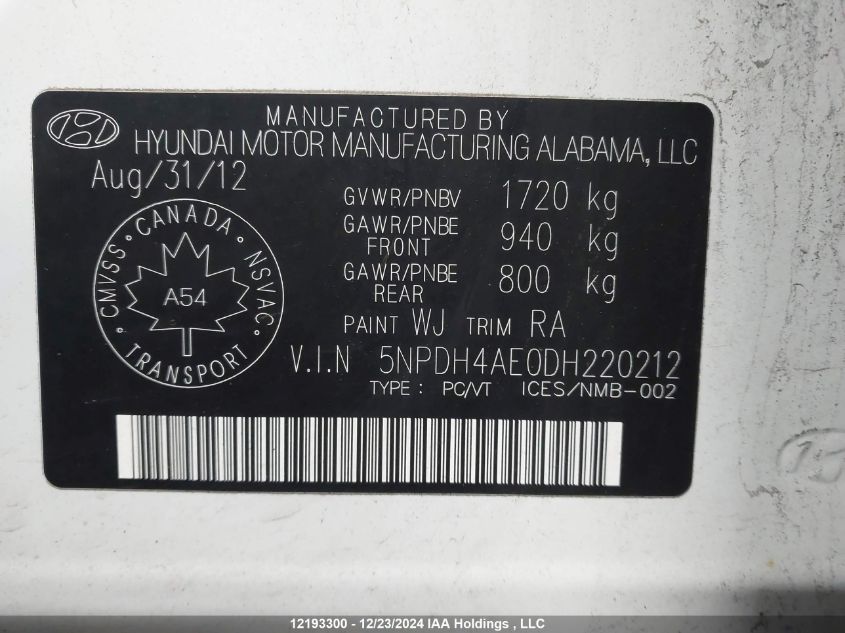 MANUFACTURED BY
HYUNDAI MOTOR MANUFACTURING ALABAMA, LLC
Aug/31/12
GVWR/PNBV 1720 kg
GAWR/PNBE FRONT 940 kg
GAWR/PNBE REAR 800 kg
PAINT WJ TRIM RA
CANADA · NSVAC · TRANSPORT · CMVSS ·
A54
V.I.N 5NPDH4AE0DH220212
TYPE : PC/VT ICES/NMB-002
12193300 - 12/23/2024 IAA Holdings , LLC